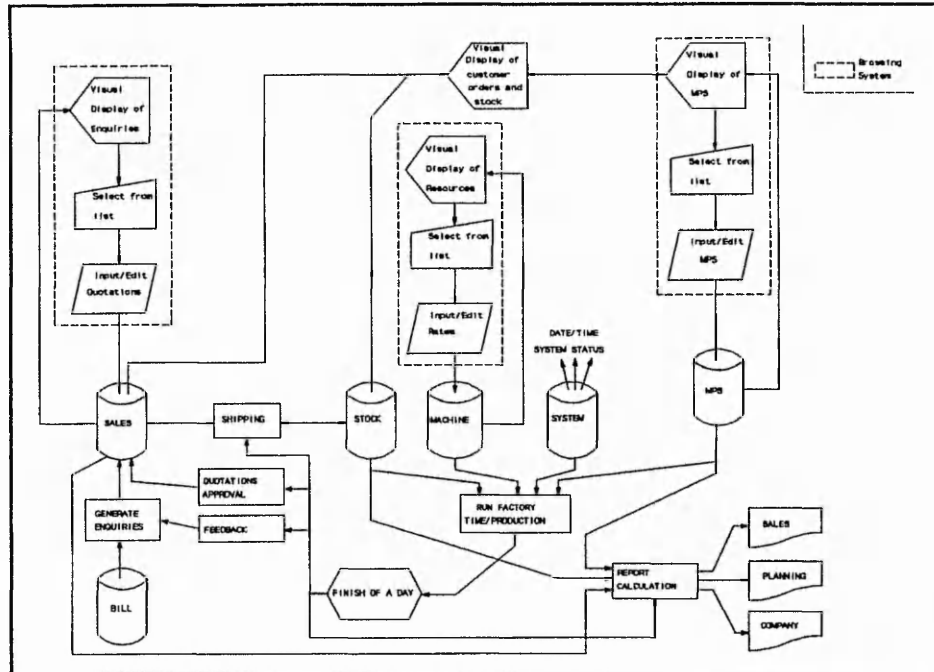 Visual
Display of
Enquiries
Select from
list
Input/Edit
Quotations
Visual
Display of
customer
orders and
stock
Visual
Display of
Resources
Select from
list
Input/Edit
Rates
Visual
Display of
MPS
Select from
list
Input/Edit
MPS
Browsing
System
DATE/TIME
SYSTEM STATUS
SALES
SHIPPING
STOCK
MACHINE
SYSTEM
MPS
QUOTATIONS
APPROVAL
GENERATE
ENQUIRIES
FEEDBACK
RUN FACTORY
TIME/PRODUCTION
BILL
FINISH OF A DAY
REPORT
CALCULATION
SALES
PLANNING
COMPANY